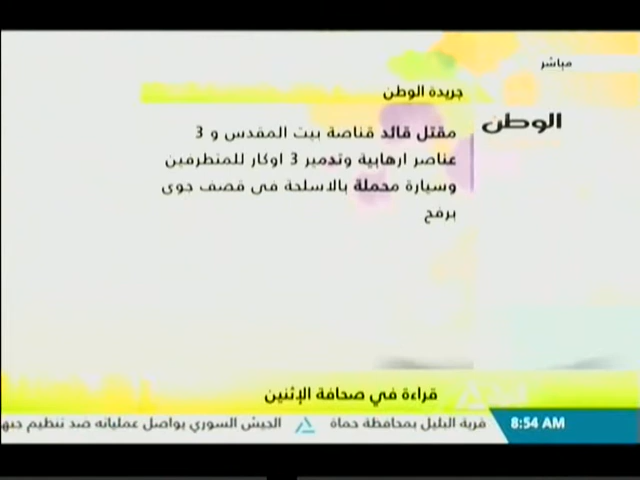 مباشر
جريدة الوطن
الوطن
مقتل قائد قناصة بيت المقدس و 3
عناصر ارهابية وتدمير 3 اوكار للمتطرفين
وسيارة محملة بالاسلحة فى قصف جوى
برفح
قراءة في صحافة الإثنين
قرية البليل بمحافظة حماة
الجيش السوري يواصل عملياته ضد تنظيم
8:54 AM